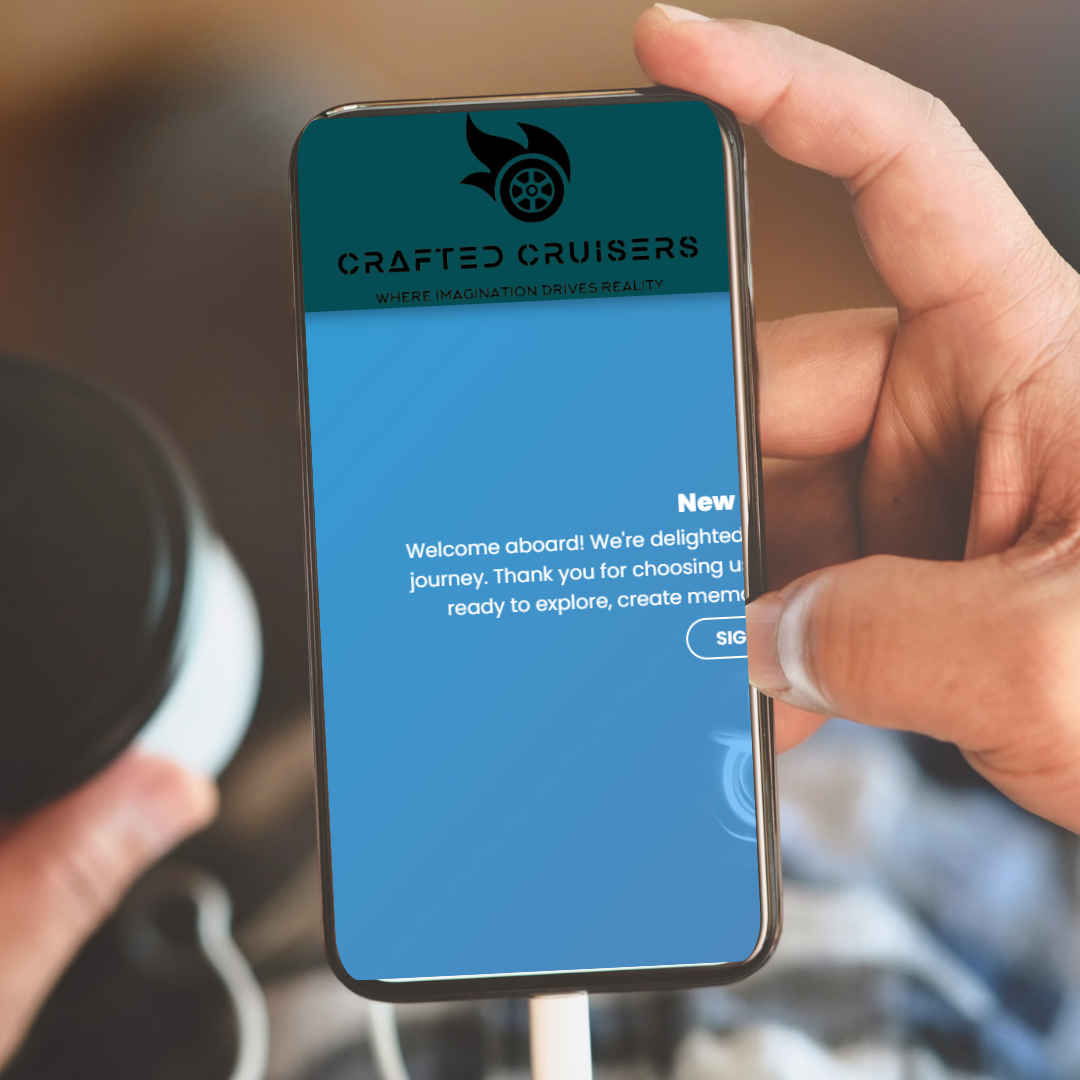 CRAFTED CRUISERS
WHERE IMAGINATION DRIVES REALITY
New
Welcome aboard! We're delighted
journey. Thank you for choosing
ready to explore, create